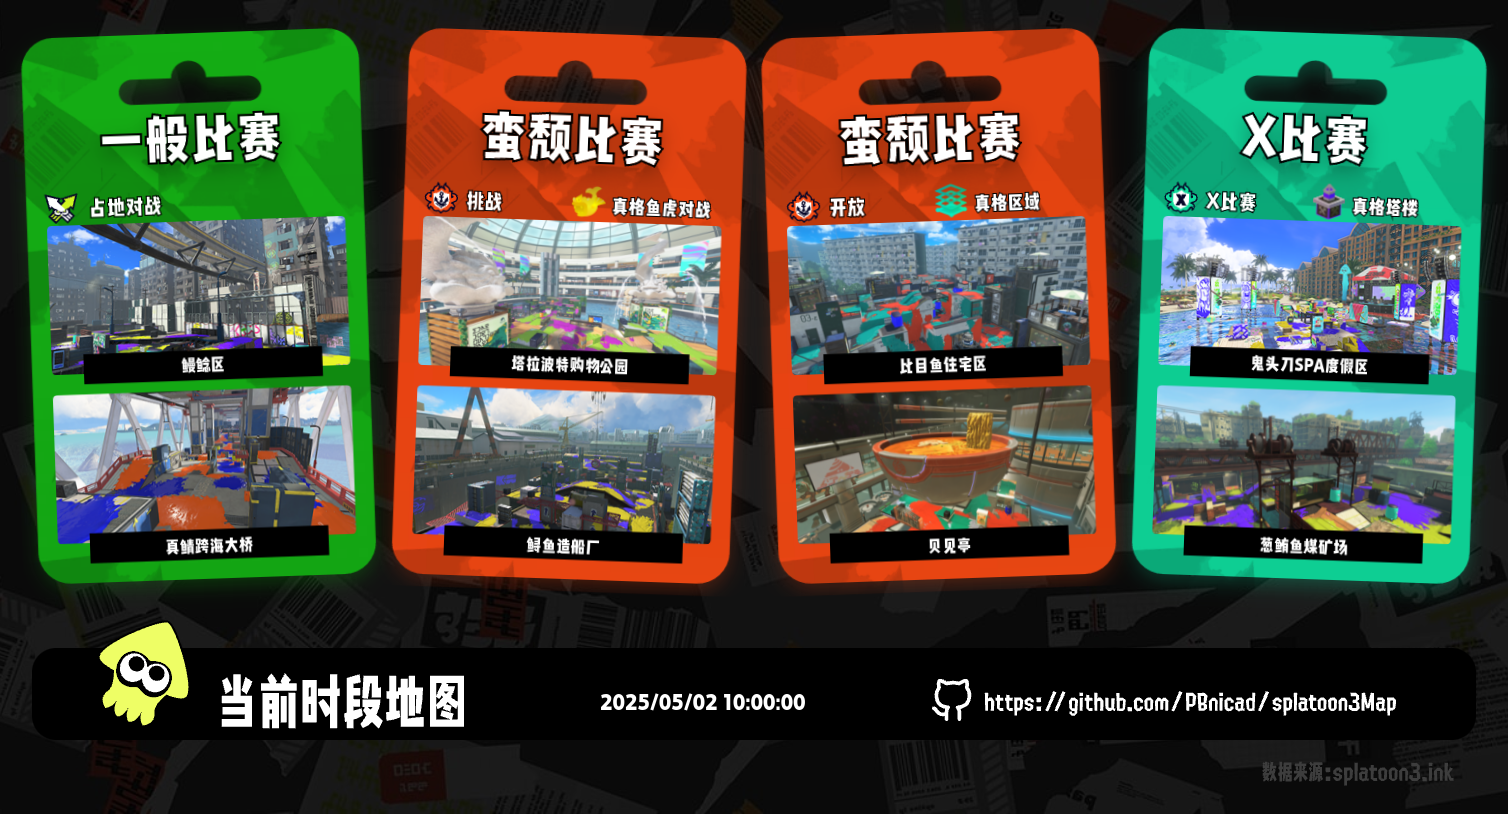 一般比赛
占地对战
鳗鲶区
真鲭跨海大桥
蛮颓比赛
挑战
真格鱼虎对战
塔拉波特购物公园
鲟鱼造船厂
蛮颓比赛
开放
真格区域
比目鱼住宅区
贝见亭
X比赛
X比赛
真格塔楼
鬼头刀SPA度假区
葱鲔鱼煤矿场
当前时段地图
2025/05/02 10:00:00
https://github.com/PBnicad/splatoon3Map
数据来源:splatoon3.ink